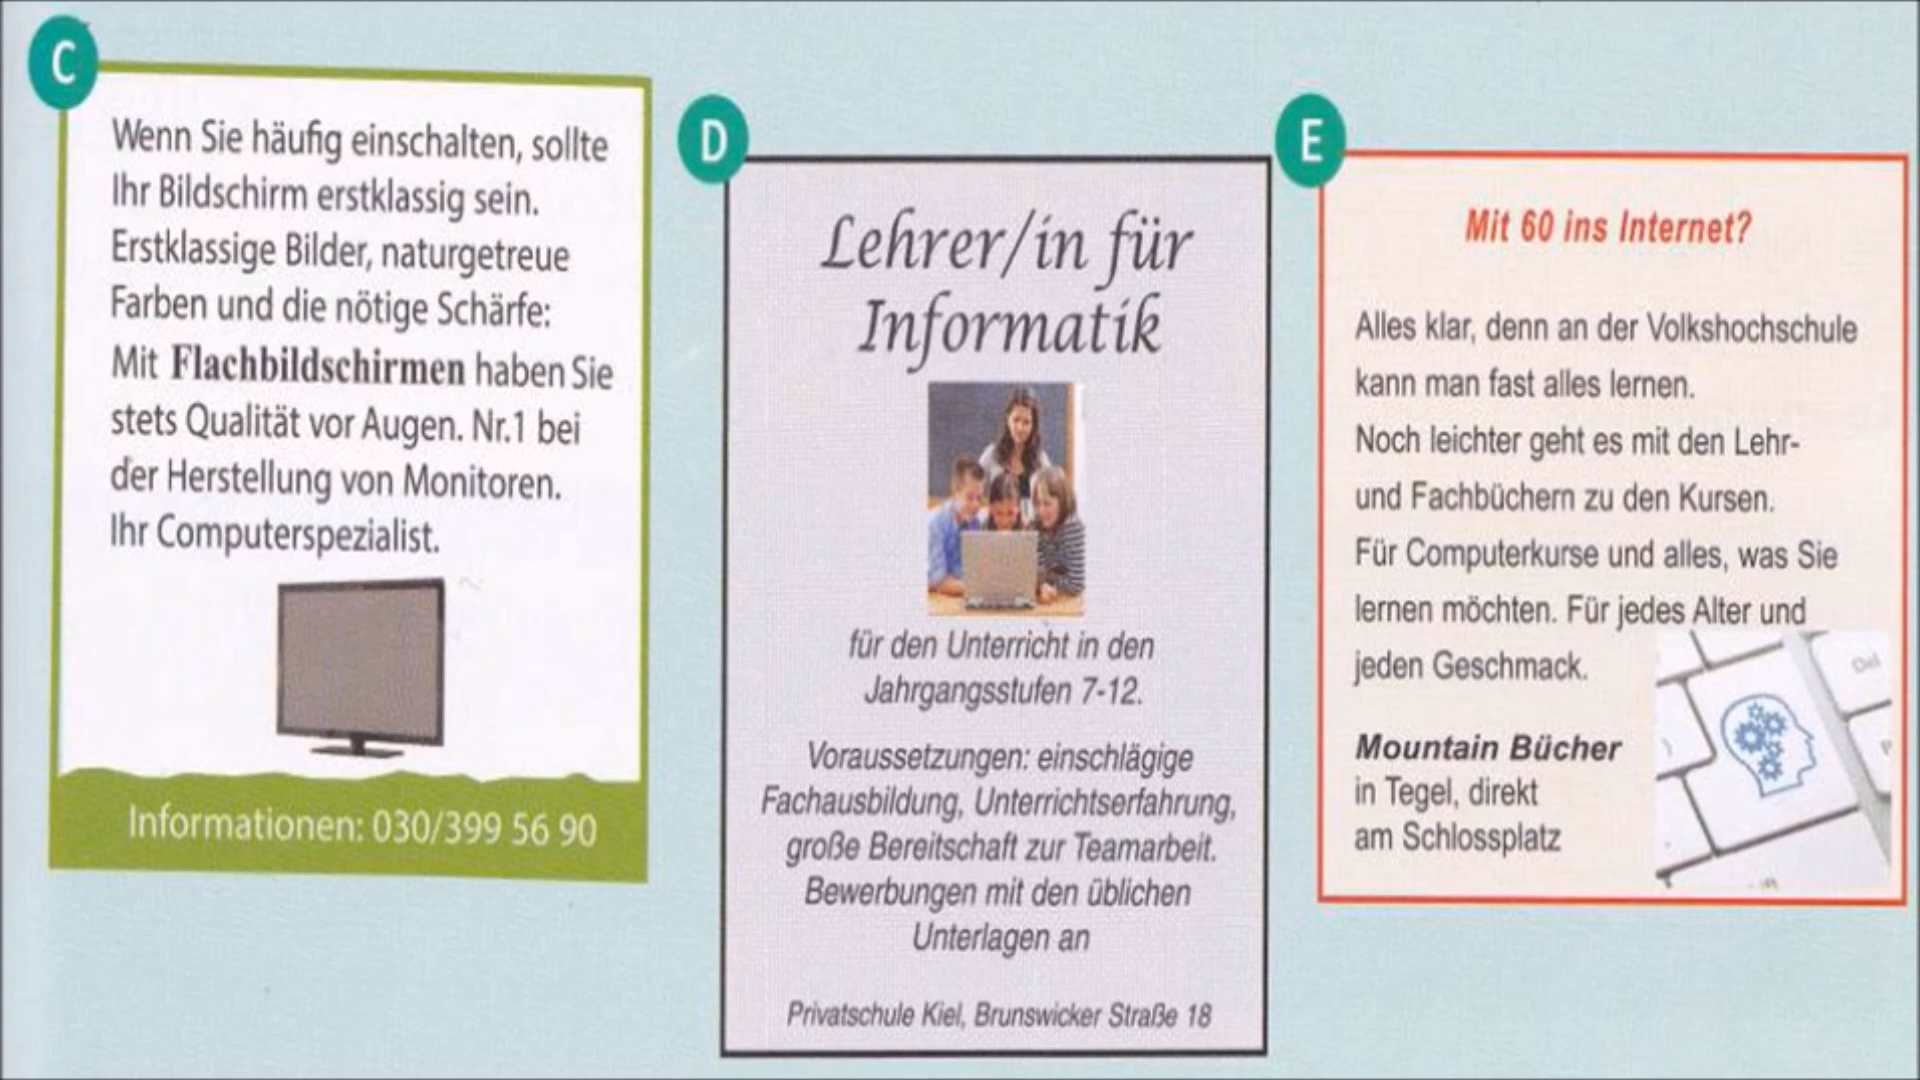 C
Wenn Sie häufig einschalten, sollte
Ihr Bildschirm erstklassig sein.
Erstklassige Bilder, naturgetreue
Farben und die nötige Schärfe:
Mit Flachbildschirmen haben Sie
stets Qualität vor Augen. Nr.1 bei
der Herstellung von Monitoren.
Ihr Computerspezialist.
Informationen: 030/399 56 90
D
Lehrer/in für
Informatik
für den Unterricht in den
Jahrgangsstufen 7-12.
Voraussetzungen: einschlägige
Fachausbildung, Unterrichtserfahrung,
große Bereitschaft zur Teamarbeit.
Bewerbungen mit den üblichen
Unterlagen an
Privatschule Kiel, Brunswicker Straße 18
E
Mit 60 ins Internet?
Alles klar, denn an der Volkshochschule
kann man fast alles lernen.
Noch leichter geht es mit den Lehr-
und Fachbüchern zu den Kursen.
Für Computerkurse und alles, was Sie
lernen möchten. Für jedes Alter und
jeden Geschmack.
Mountain Bücher
in Tegel, direkt
am Schlossplatz
Del